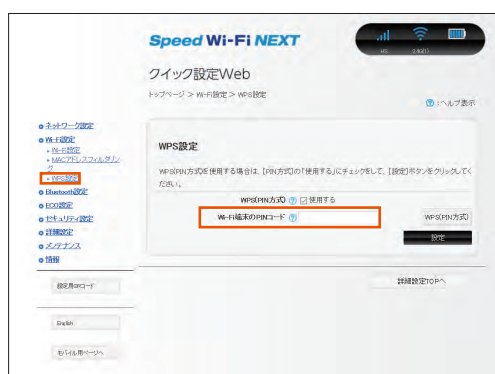 Speed Wi-Fi NEXT
HS 2.4G(1)
クイック設定Web
トップページ > Wi-Fi設定 > WPS設定
:ヘルプ表示
ネットワーク設定
Wi-Fi設定
Wi-Fi設定
MACアドレスフィルタリン
グ
WPS設定
Bluetooth設定
ECO設定
セキュリティ設定
詳細設定
メンテナンス
情報
設定用QRコード
English
モバイル用ページへ
WPS設定
WPS(PIN方式)を使用する場合は、[PIN方式]の「使用する」にチェックをして、[設定]ボタンをクリックしてく
ださい。
WPS(PIN方式) ? 使用する
Wi-Fi端末のPINコード ? WPS(PIN方式)
設定
詳細設定TOPへ